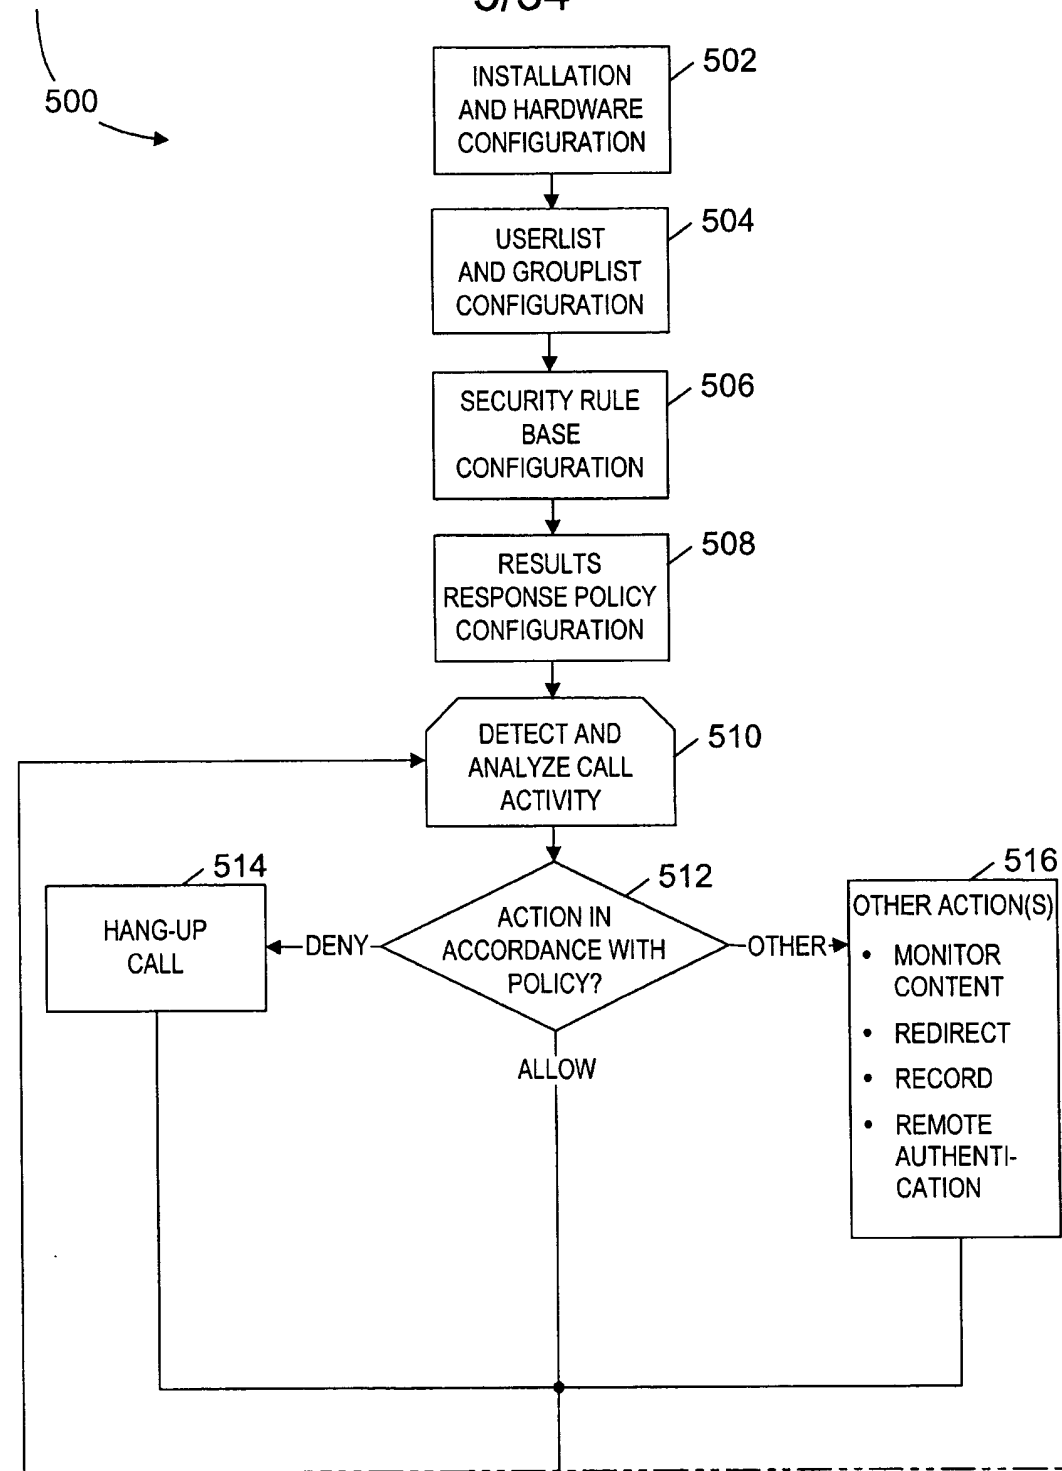 500
INSTALLATION
AND HARDWARE
CONFIGURATION
502
USERLIST
AND GROUPLIST
CONFIGURATION
504
SECURITY RULE
BASE
CONFIGURATION
506
RESULTS
RESPONSE POLICY
CONFIGURATION
508
DETECT AND
ANALYZE CALL
ACTIVITY
510
514
HANG-UP
CALL
DENY
512
ACTION IN
ACCORDANCE WITH
POLICY?
OTHER
ALLOW
516
OTHER ACTION(S)
• MONITOR
CONTENT
• REDIRECT
• RECORD
• REMOTE
AUTHENTI-
CATION